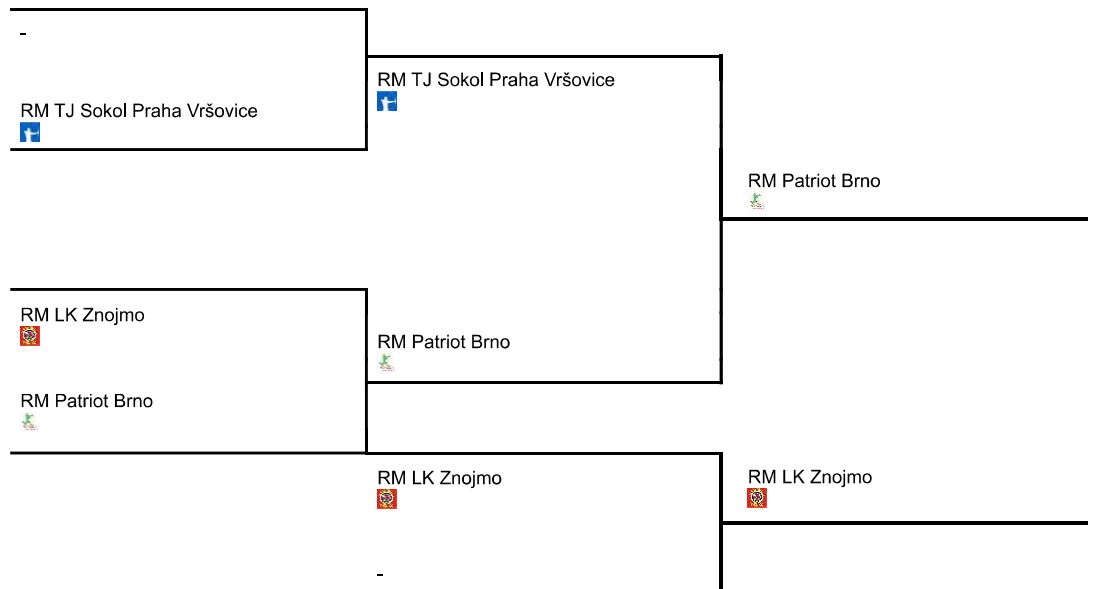 -
RM TJ Sokol Praha Vršovice
RM LK Znojmo
RM Patriot Brno
RM TJ Sokol Praha Vršovice
RM Patriot Brno
RM LK Znojmo
-
RM Patriot Brno
RM LK Znojmo